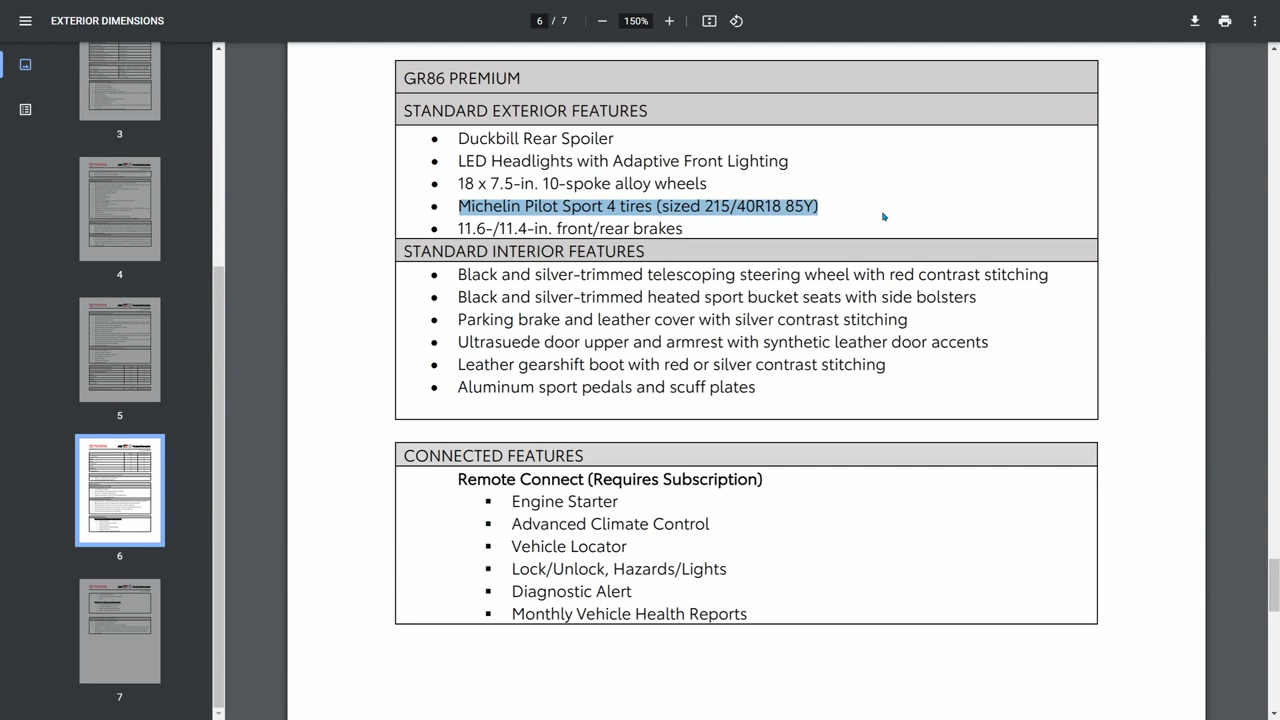 EXTERIOR DIMENSIONS
6 / 7
150%
3
4
5
6
7
GR86 PREMIUM
STANDARD EXTERIOR FEATURES
• Duckbill Rear Spoiler
• LED Headlights with Adaptive Front Lighting
• 18 x 7.5-in. 10-spoke alloy wheels
• Michelin Pilot Sport 4 tires (sized 215/40R18 85Y)
• 11.6-/11.4-in. front/rear brakes
STANDARD INTERIOR FEATURES
• Black and silver-trimmed telescoping steering wheel with red contrast stitching
• Black and silver-trimmed heated sport bucket seats with side bolsters
• Parking brake and leather cover with silver contrast stitching
• Ultrasuede door upper and armrest with synthetic leather door accents
• Leather gearshift boot with red or silver contrast stitching
• Aluminum sport pedals and scuff plates
CONNECTED FEATURES
Remote Connect (Requires Subscription)
▪ Engine Starter
▪ Advanced Climate Control
▪ Vehicle Locator
▪ Lock/Unlock, Hazards/Lights
▪ Diagnostic Alert
▪ Monthly Vehicle Health Reports